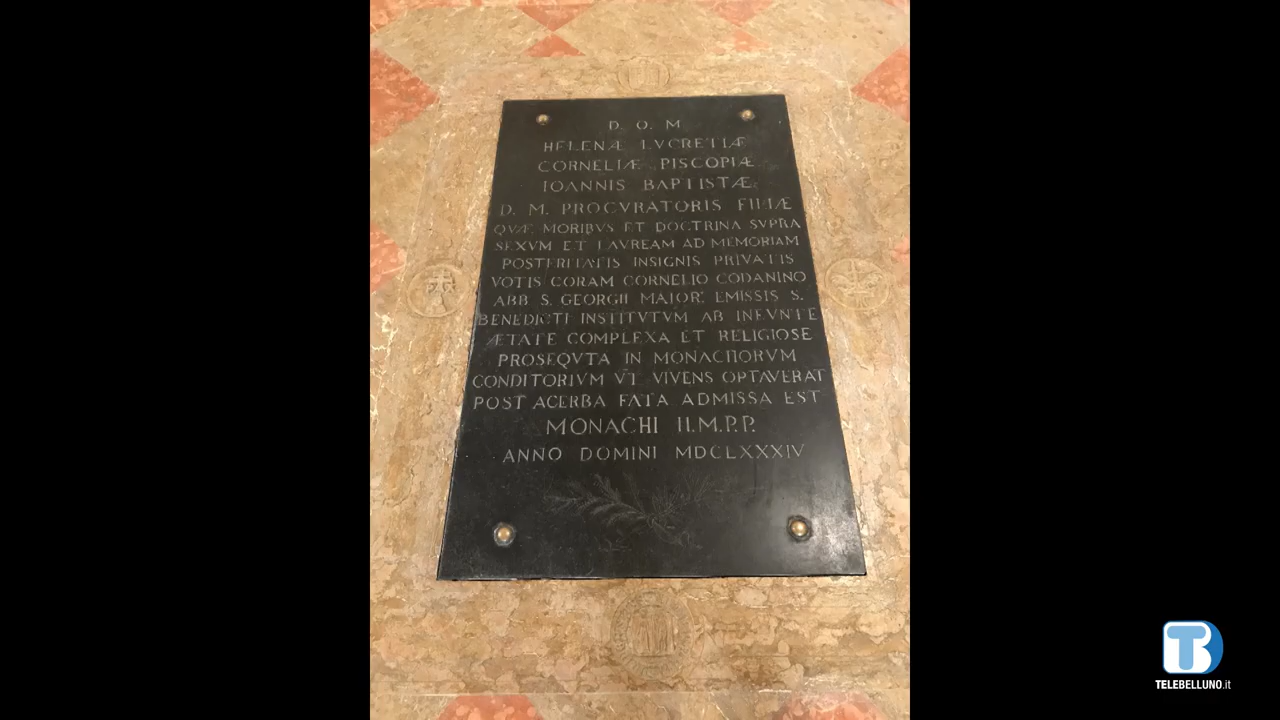 D. O. M
HELENÆ LVCRETIÆ
CORNELIÆ PISCOPIÆ
IOANNIS BAPTISTÆ
D. M. PROCVRATORIS FILIÆ
QVÆ MORIBVS ET DOCTRINA SVPRA
SEXVM ET LAVREAM AD MEMORIAM
POSTERITATIS INSIGNIS PRIVATIS
VOTIS CORAM CORNELIO CODANINO
ABB S. GEORGII MAIOR. EMISSIS S.
BENEDICTI INSTITVTVM AB INEVNTE
ÆTATE COMPLEXA ET RELIGIOSE
PROSEQVTA IN MONACHORVM
CONDITORIVM VT VIVENS OPTAVERAT
POST ACERBA FATA ADMISSA EST
MONACHI H.M.P.P.
ANNO DOMINI MDCLXXXIV
TELEBELLUNO.it